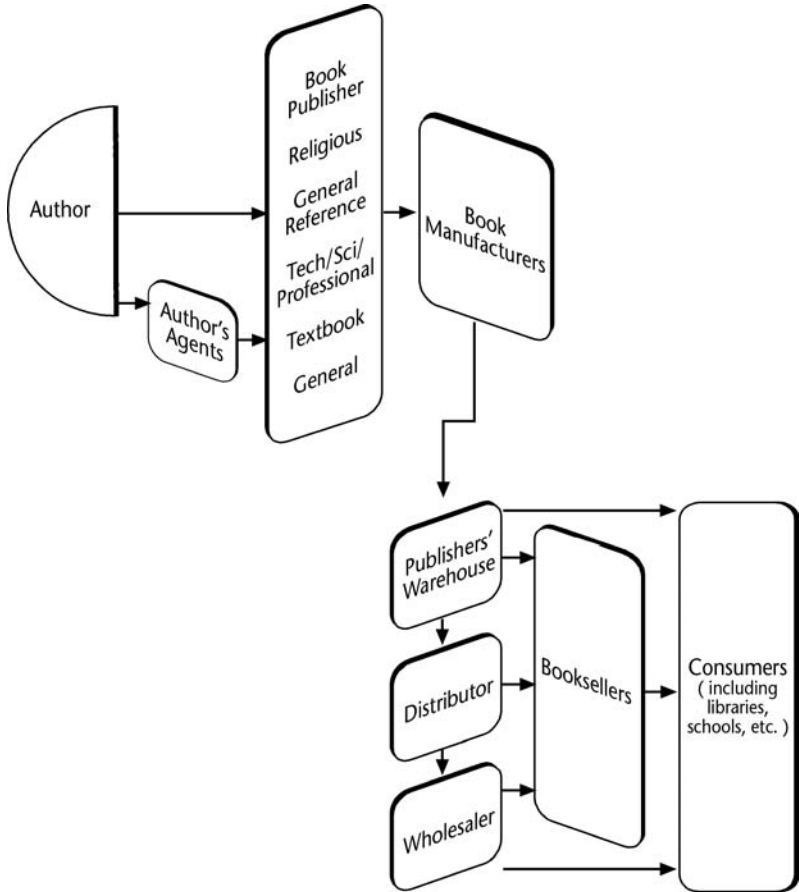 Author
Author's
Agents
Book
Publisher
Religious
General
Reference
Tech/Sci/
Professional
Textbook
General
Book
Manufacturers
Publishers'
Warehouse
Distributor
Wholesaler
Booksellers
Consumers
( including
libraries,
schools, etc. )